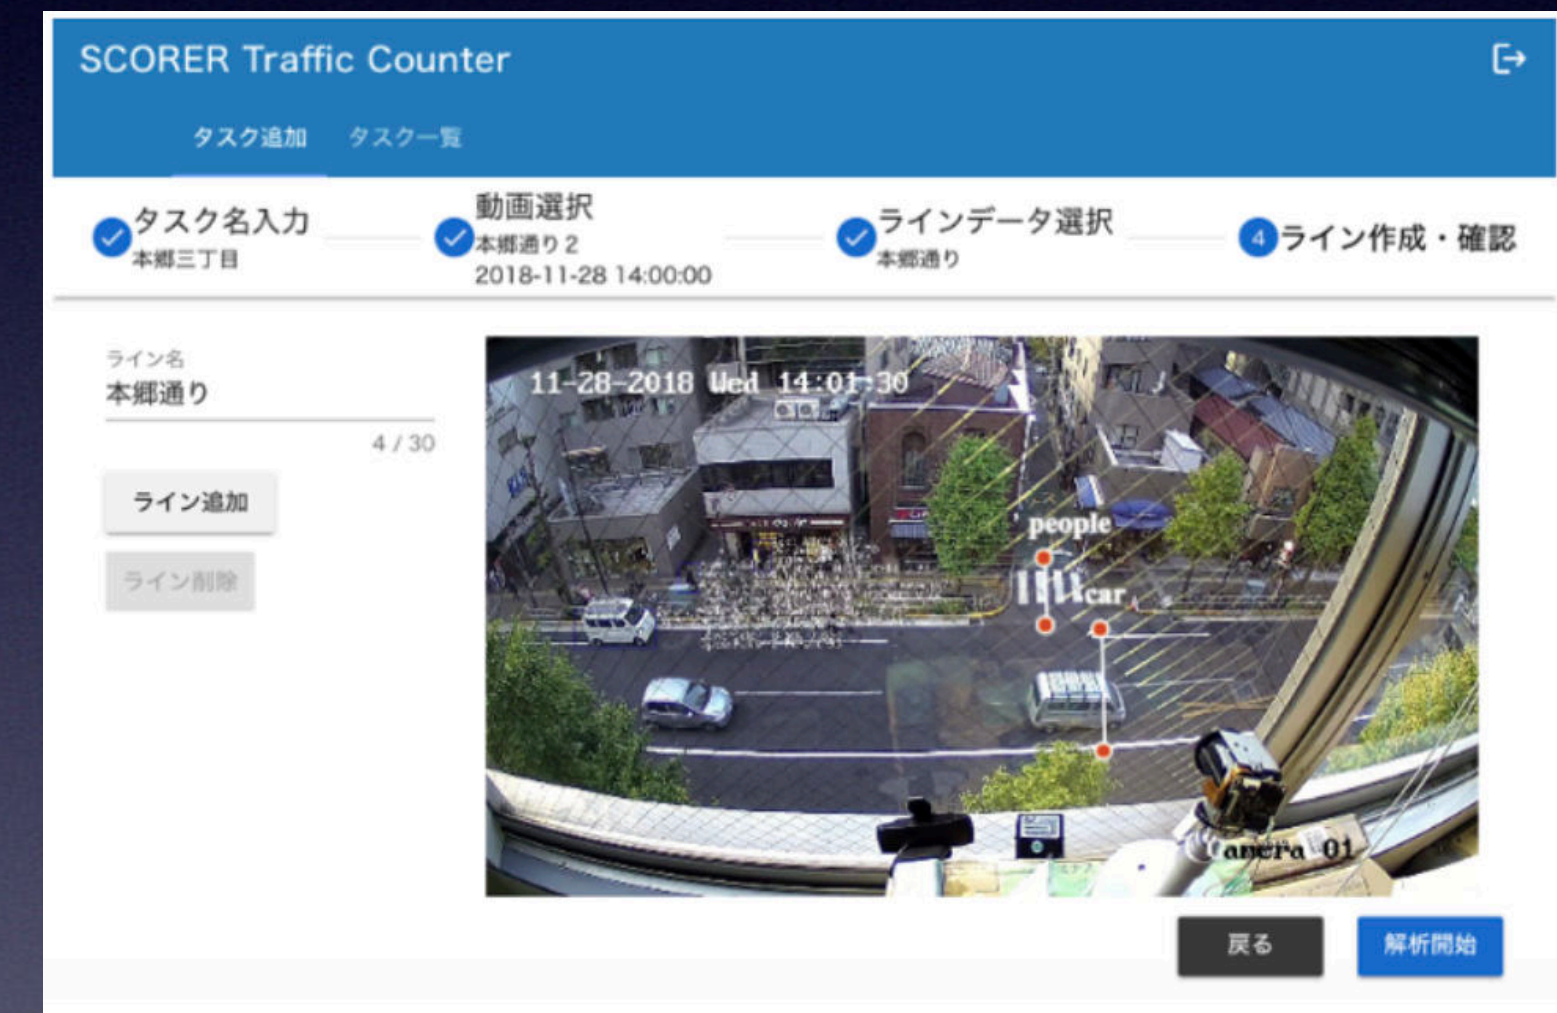 SCORER Traffic Counter
タスク追加 タスク一覧
タスク名入力
本郷三丁目
動画選択
本郷通り2
2018-11-28 14:00:00
ラインデータ選択
本郷通り
4 ライン作成・確認
ライン名
本郷通り
4 / 30
ライン追加
ライン削除
11-28-2018 Wed 14:01:30
people
car
Camera 01
戻る
解析開始